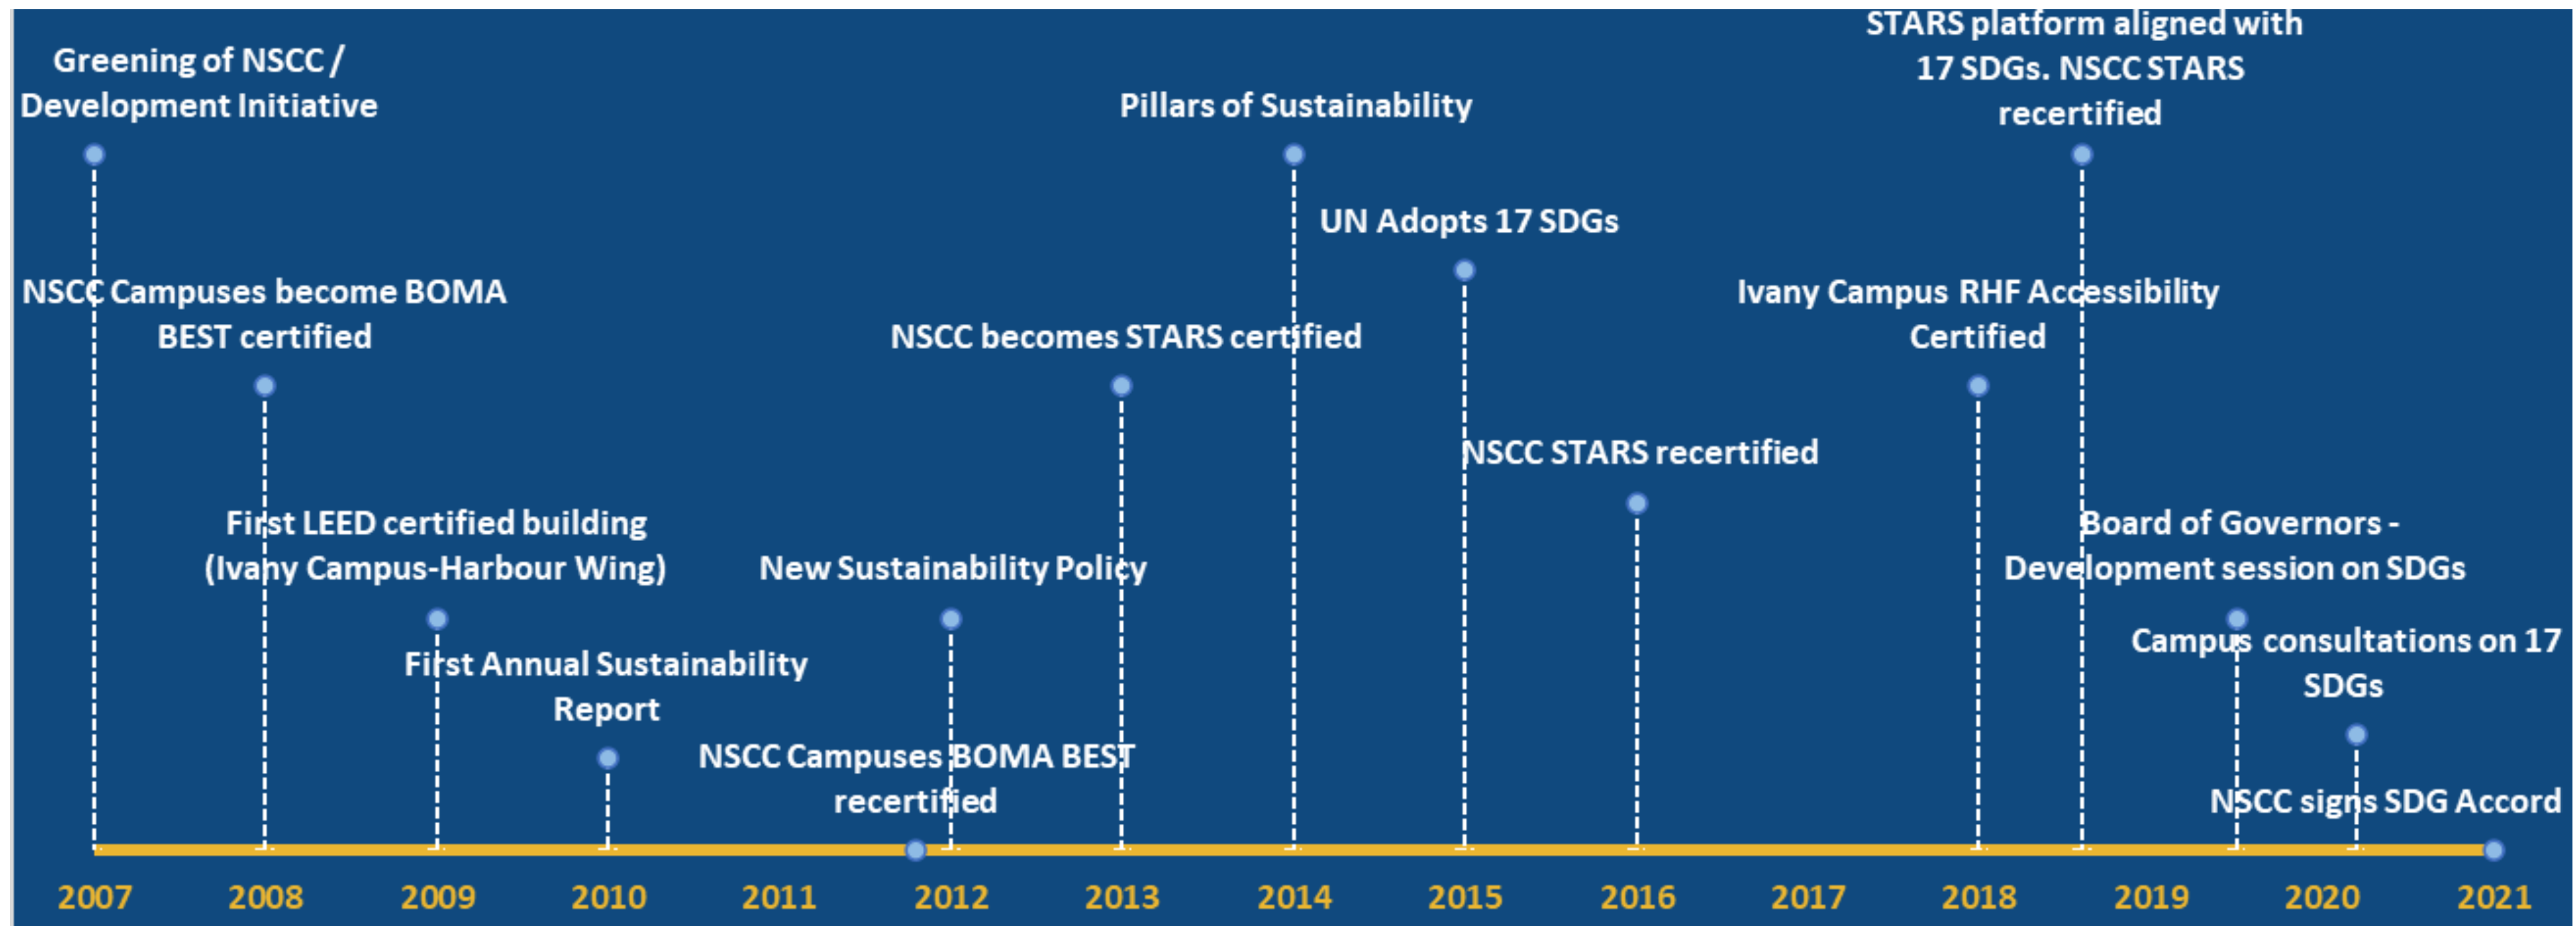 Greening of NSCC /
Development Initiative
NSCC Campuses become BOMA
BEST certified
First LEED certified building
(Ivany Campus-Harbour Wing)
First Annual Sustainability
Report
NSCC Campuses BOMA BEST
recertified
New Sustainability Policy
NSCC becomes STARS certified
Pillars of Sustainability
UN Adopts 17 SDGs
NSCC STARS recertified
Ivany Campus RHF Accessibility
Certified
STARS platform aligned with
17 SDGs. NSCC STARS
recertified
Board of Governors -
Development session on SDGs
Campus consultations on 17
SDGs
NSCC signs SDG Accord
2007 2008 2009 2010 2011 2012 2013 2014 2015 2016 2017 2018 2019 2020 2021